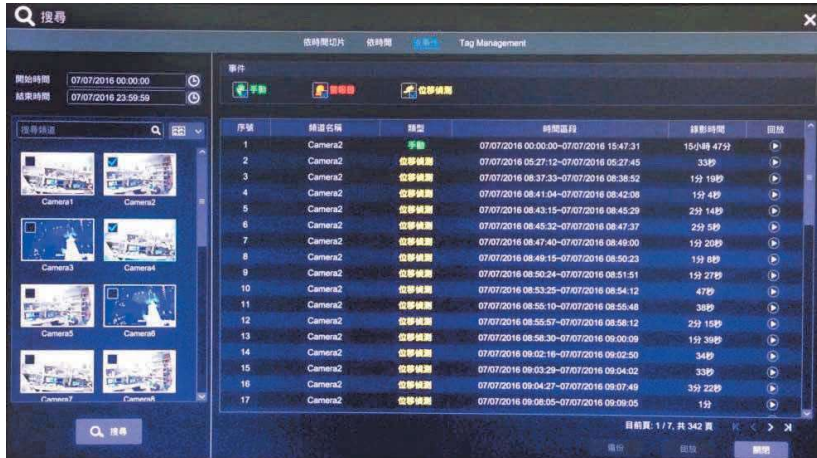 搜尋
依時間切片 依時間 依事件 Tag Management
開始時間 07/07/2016 00:00:00
結束時間 07/07/2016 23:59:59
事件
手動 警報器 位移偵測
搜尋頻道
Camera1 Camera2
Camera3 Camera4
Camera5 Camera6
Camera7 Camera8
搜尋
序號 頻道名稱 類型 時間區段 錄影時間 回放
1 Camera2 手動 07/07/2016 00:00:00~07/07/2016 15:47:31 15小時 47分
2 Camera2 位移偵測 07/07/2016 05:27:12~07/07/2016 05:27:45 33秒
3 Camera2 位移偵測 07/07/2016 08:37:33~07/07/2016 08:38:52 1分 19秒
4 Camera2 位移偵測 07/07/2016 08:41:04~07/07/2016 08:42:08 1分 4秒
5 Camera2 位移偵測 07/07/2016 08:43:15~07/07/2016 08:45:29 2分 14秒
6 Camera2 位移偵測 07/07/2016 08:45:32~07/07/2016 08:47:37 2分 5秒
7 Camera2 位移偵測 07/07/2016 08:47:40~07/07/2016 08:49:00 1分 20秒
8 Camera2 位移偵測 07/07/2016 08:49:15~07/07/2016 08:50:23 1分 8秒
9 Camera2 位移偵測 07/07/2016 08:50:24~07/07/2016 08:51:51 1分 27秒
10 Camera2 位移偵測 07/07/2016 08:53:25~07/07/2016 08:54:12 47秒
11 Camera2 位移偵測 07/07/2016 08:55:10~07/07/2016 08:55:48 38秒
12 Camera2 位移偵測 07/07/2016 08:55:57~07/07/2016 08:58:12 2分 15秒
13 Camera2 位移偵測 07/07/2016 08:58:30~07/07/2016 09:00:09 1分 39秒
14 Camera2 位移偵測 07/07/2016 09:02:16~07/07/2016 09:02:50 34秒
15 Camera2 位移偵測 07/07/2016 09:03:29~07/07/2016 09:04:02 33秒
16 Camera2 位移偵測 07/07/2016 09:04:27~07/07/2016 09:07:49 3分 22秒
17 Camera2 位移偵測 07/07/2016 09:08:05~07/07/2016 09:09:05 1分
目前頁: 1 / 7, 共 342 頁
備份 回放 關閉